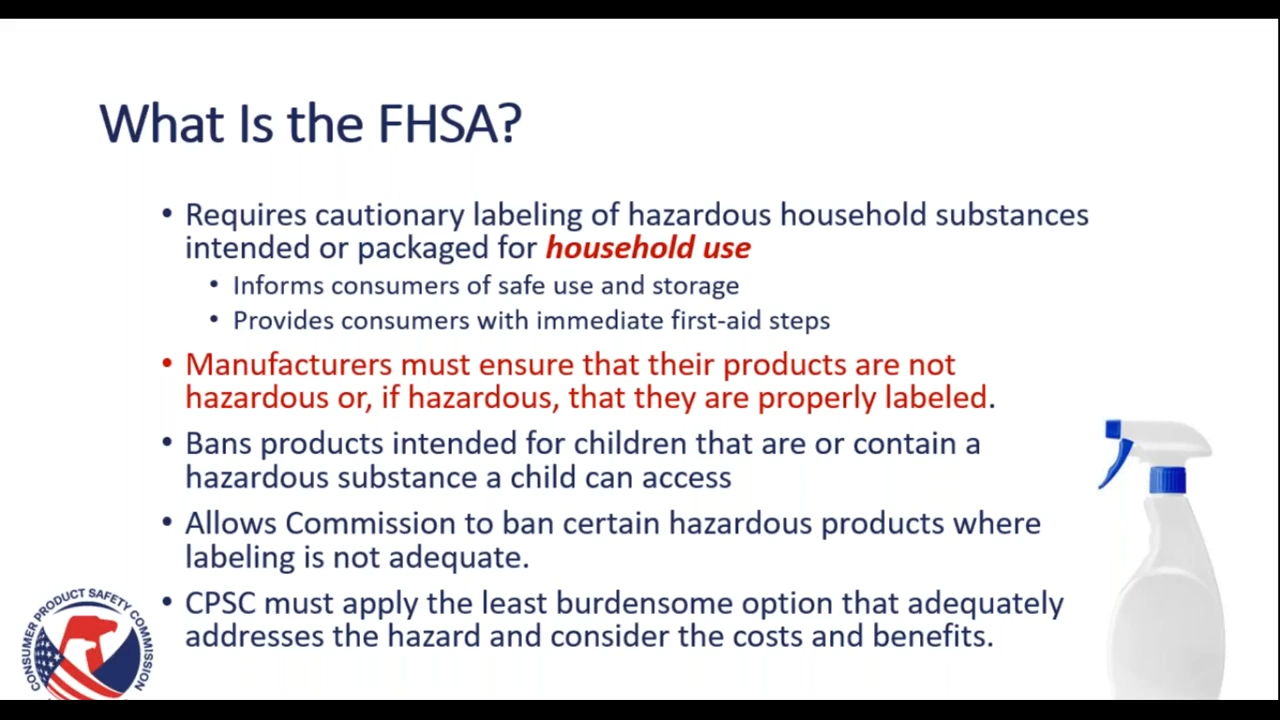 What Is the FHSA?
• Requires cautionary labeling of hazardous household substances
intended or packaged for household use
• Informs consumers of safe use and storage
• Provides consumers with immediate first-aid steps
• Manufacturers must ensure that their products are not
hazardous or, if hazardous, that they are properly labeled.
• Bans products intended for children that are or contain a
hazardous substance a child can access
• Allows Commission to ban certain hazardous products where
labeling is not adequate.
• CPSC must apply the least burdensome option that adequately
addresses the hazard and consider the costs and benefits.
CONSUMER PRODUCT SAFETY COMMISSION